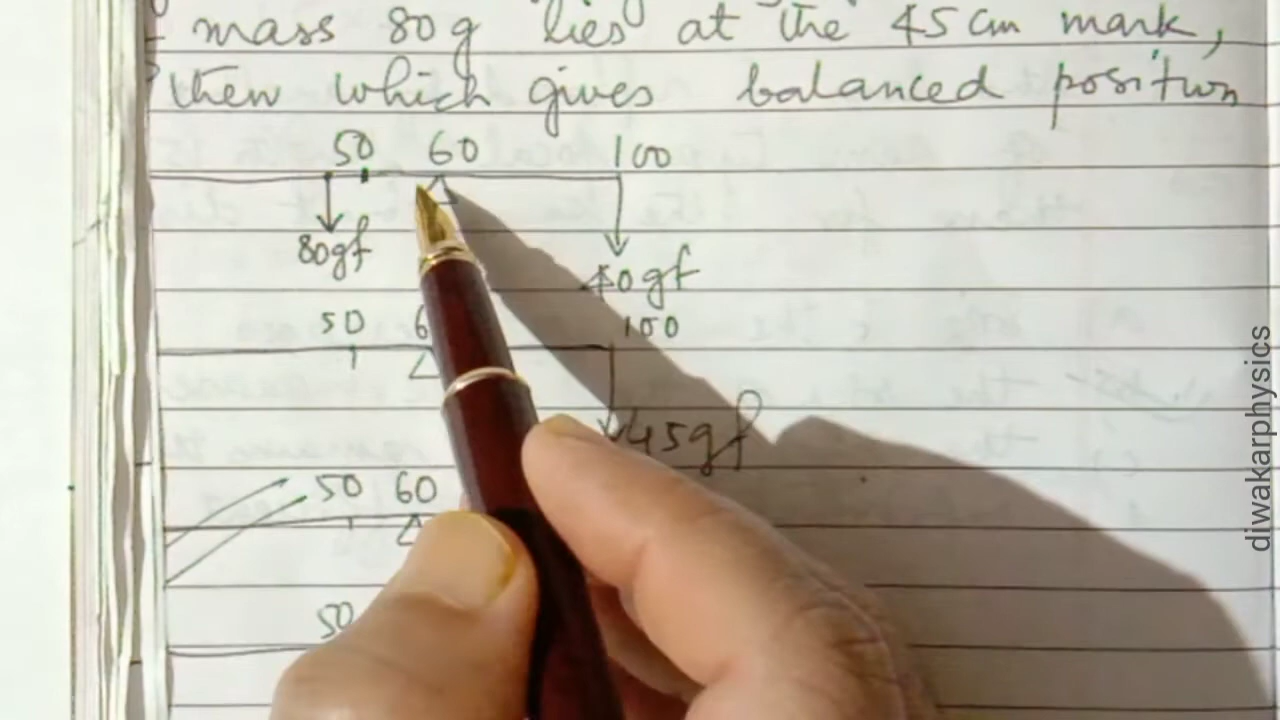 mass 80g lies at the 45 cm mark,
then which gives balanced position
50 60 100
80gf
40gf
50 6 100
45gf
50 60
50
diwakarphysics